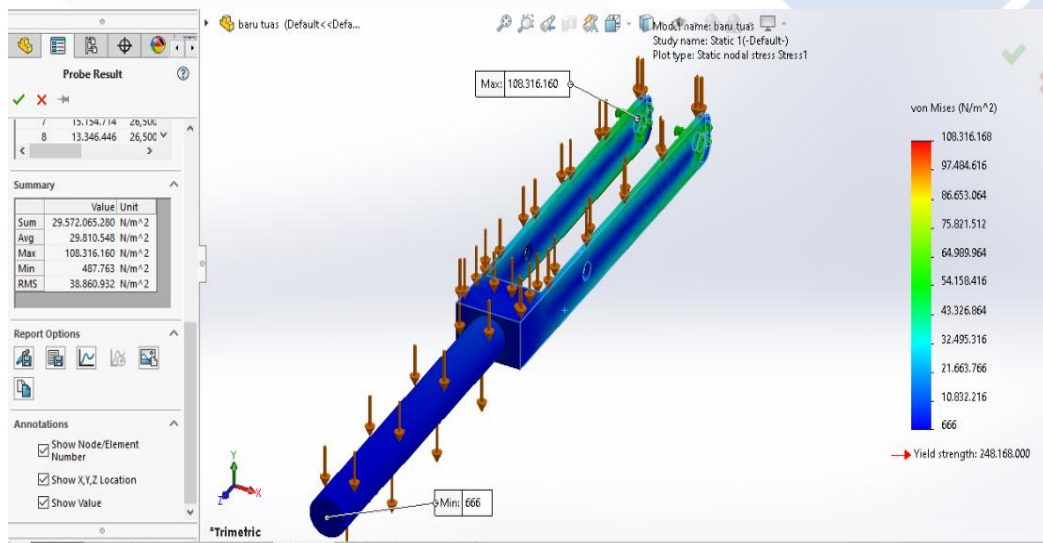 baru tuas (Default<<Defa...
Model name: baru tuas
Study name: Static 1(-Default-)
Plot type: Static nodal stress Stress1
Probe Result
7 15.154.714 26,500
8 13.346.446 26,500
Summary
Value Unit
Sum 29.572.065.280 N/m^2
Avg 29.810.548 N/m^2
Max 108.316.160 N/m^2
Min 487.763 N/m^2
RMS 38.860.932 N/m^2
Report Options
Annotations
Show Node/Element
Number
Show X,Y,Z Location
Show Value
Max: 108.316.160
Min: 666
Y
X
Z
*Trimetric
von Mises (N/m^2)
108.316.168
97.484.616
86.653.064
75.821.512
64.989.964
54.158.416
43.326.864
32.495.316
21.663.766
10.832.216
666
Yield strength: 248.168.000